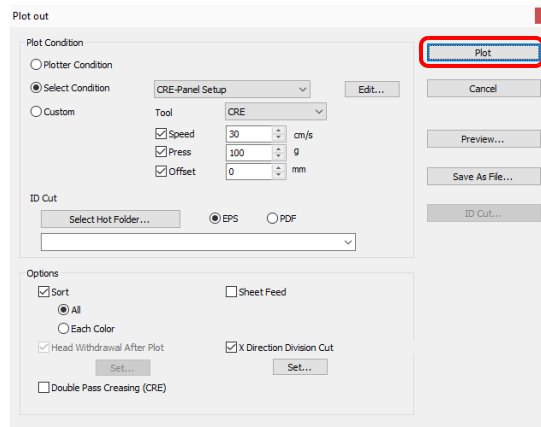 Plot out
Plot Condition
Plotter Condition
Select Condition CRE-Panel Setup Edit...
Custom Tool CRE
Speed 30 cm/s
Press 100 g
Offset 0 mm
ID Cut
Select Hot Folder... EPS PDF
Options
Sort Sheet Feed
All
Each Color
Head Withdrawal After Plot X Direction Division Cut
Set... Set...
Double Pass Creasing (CRE)
Plot
Cancel
Preview...
Save As File...
ID Cut...